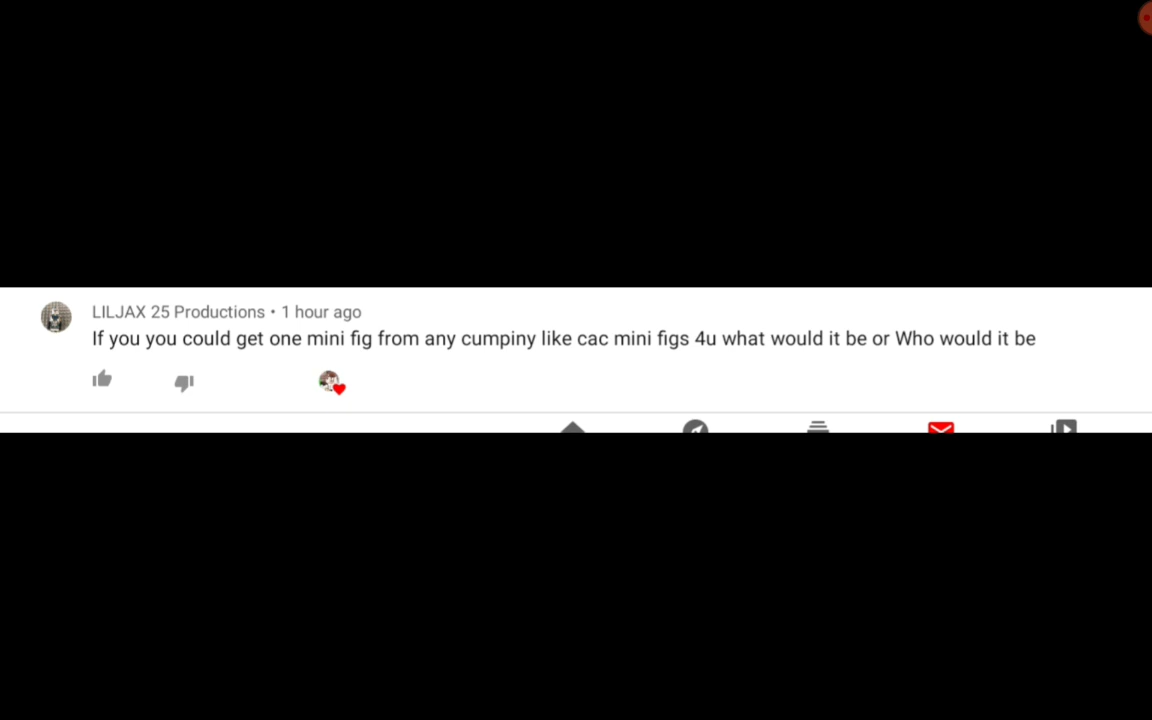 LILJAX 25 Productions • 1 hour ago
If you you could get one mini fig from any cumpiny like cac mini figs 4u what would it be or Who would it be